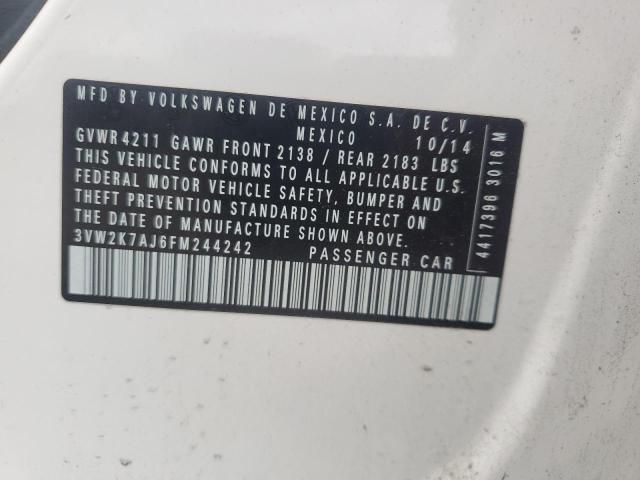 MFD BY VOLKSWAGEN DE MEXICO S.A. DE C.V.
MEXICO 10/14
GVWR 4211 GAWR FRONT 2138 / REAR 2183 LBS
THIS VEHICLE CONFORMS TO ALL APPLICABLE U.S.
FEDERAL MOTOR VEHICLE SAFETY, BUMPER AND
THEFT PREVENTION STANDARDS IN EFFECT ON
THE DATE OF MANUFACTURE SHOWN ABOVE.
3VW2K7AJ6FM244242 PASSENGER CAR
4417396 3016 M